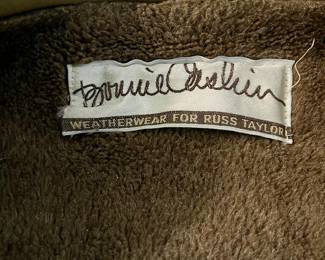 Bonnie Cashin
WEATHERWEAR FOR RUSS TAYLOR